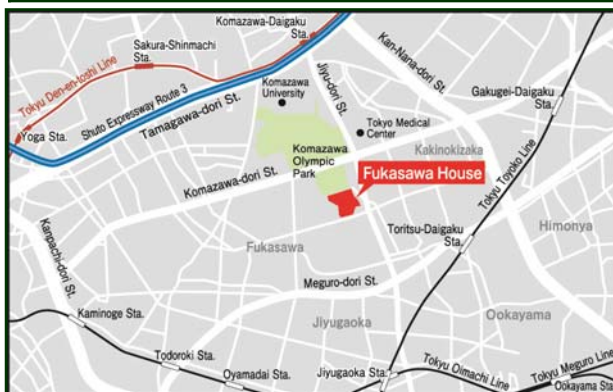 Komazawa-Daigaku
Sta.
Sakura-Shinmachi
Sta.
Kan-Nana-dori St.
Tokyu Den-en-toshi Line
Shuto Expressway Route 3
Tamagawa-dori St.
Yoga Sta.
Komazawa
University
Jiyu-dori St.
Gakugei-Daigaku
Sta.
Tokyo Medical
Center
Komazawa
Olympic
Park
Kakinokizaka
Fukasawa House
Tokyu Toyoko Line
Komazawa-dori St.
Kanpachi-dori St.
Fukasawa
Toritsu-Daigaku
Sta.
Himonya
Meguro-dori St.
Kaminoge Sta.
Jiyugaoka
Ookayama
Todoroki Sta.
Oyamadai Sta.
Jiyugaoka Sta.
Tokyu Dimachi Line
Tokyu Meguro Line
Ookayama Sta.